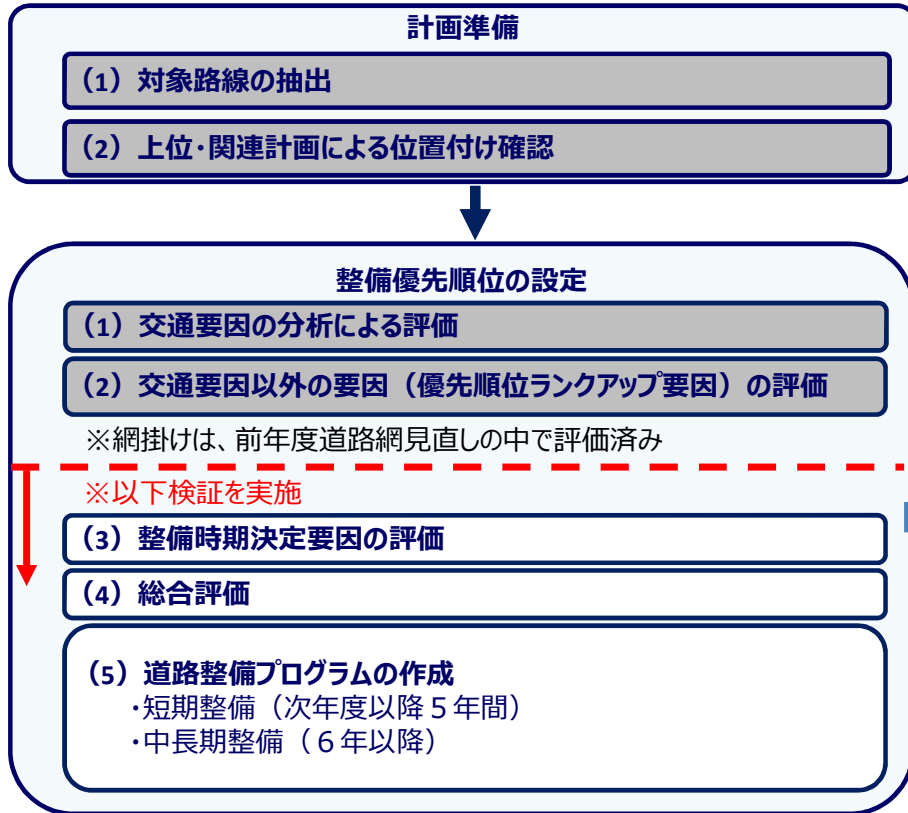 計画準備
（1）対象路線の抽出
（2）上位・関連計画による位置付け確認
整備優先順位の設定
（1）交通要因の分析による評価
（2）交通要因以外の要因（優先順位ランクアップ要因）の評価
※網掛けは、前年度道路網見直しの中で評価済み
※以下検証を実施
（3）整備時期決定要因の評価
（4）総合評価
（5）道路整備プログラムの作成
・短期整備（次年度以降５年間）
・中長期整備（６年以降）